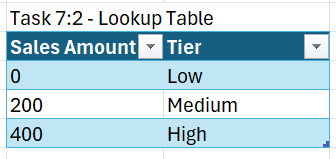 Task 7:2 - Lookup Table
Sales Amount Tier
0 Low
200 Medium
400 High